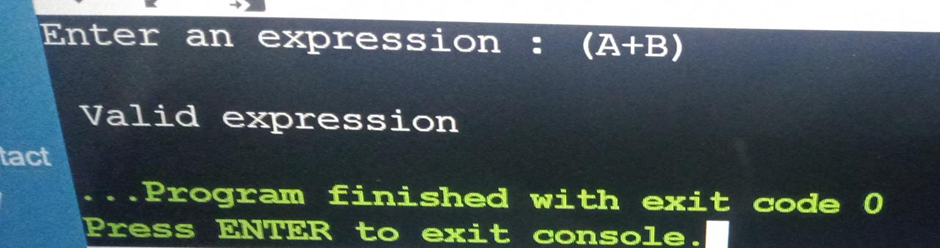 Enter an expression : (A+B)
Valid expression
tact
...Program finished with exit code 0
Press ENTER to exit console.